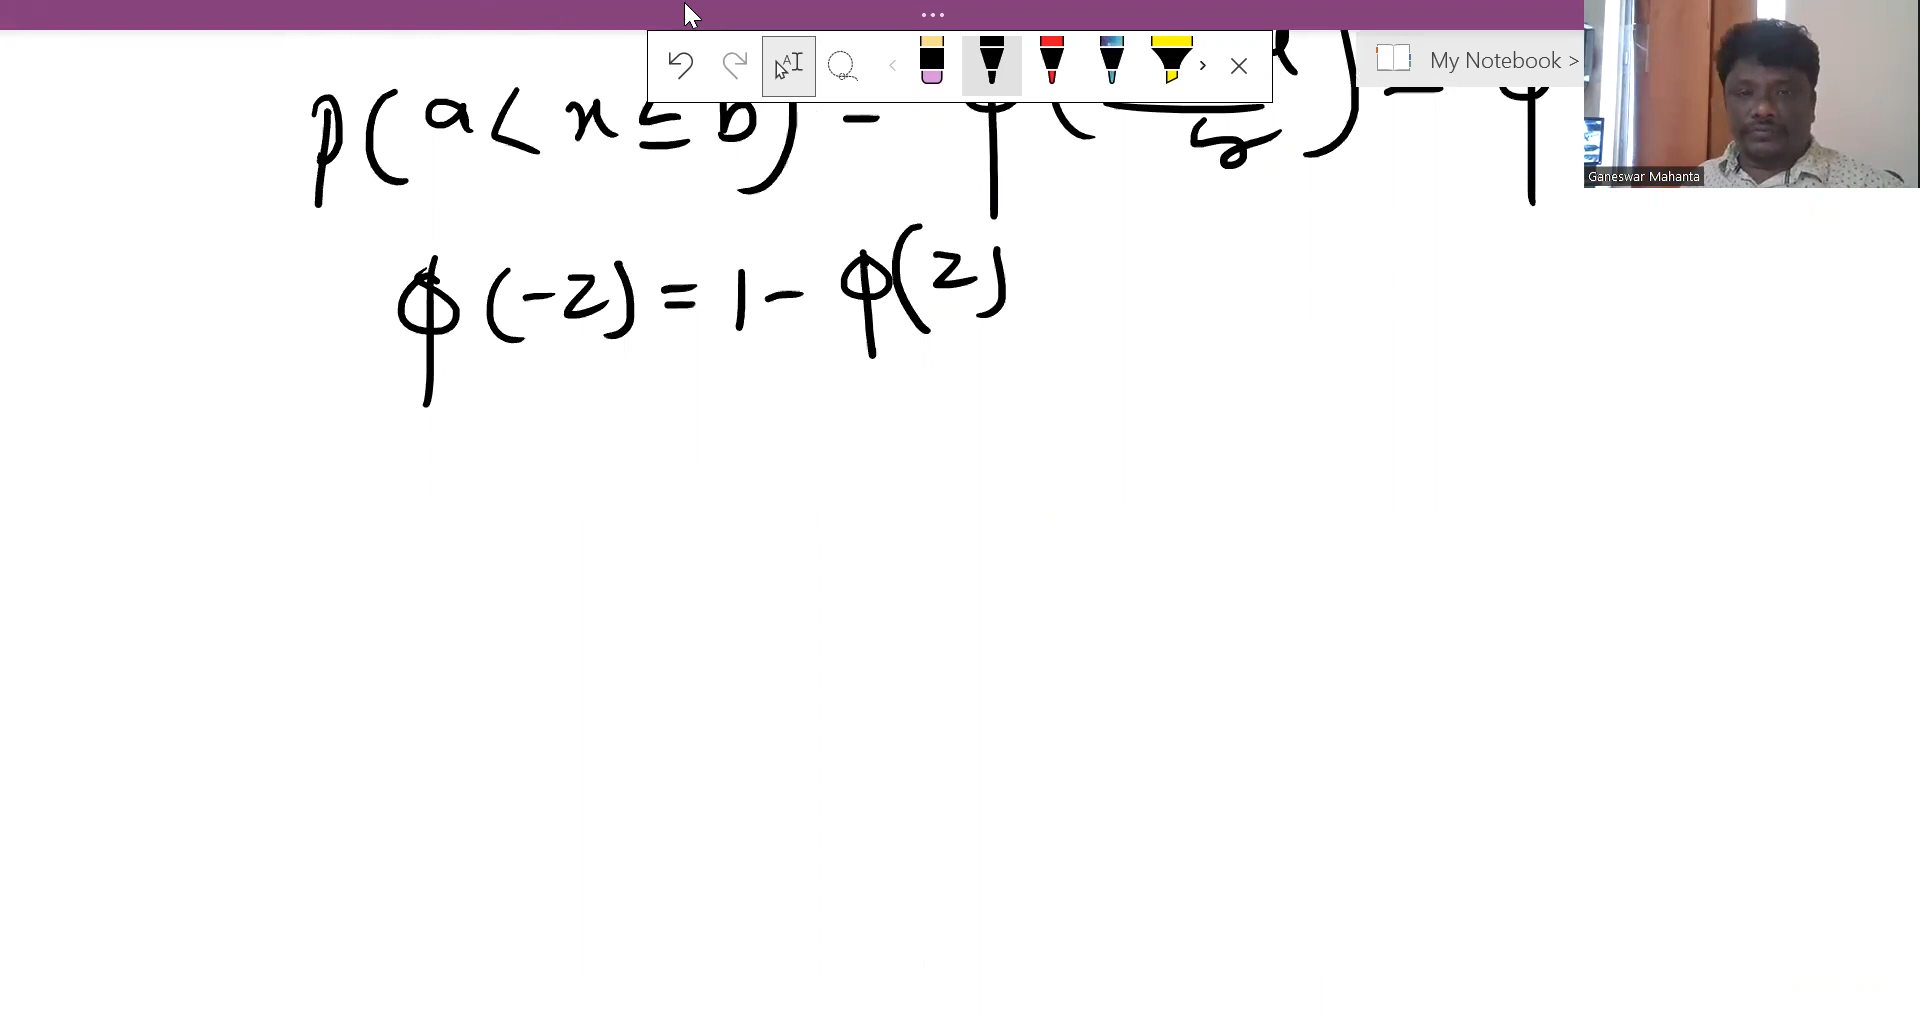 My Notebook >
P(a < x ≤ b) =
Φ(-z) = 1 - Φ(z)
Ganeswar Mahanta